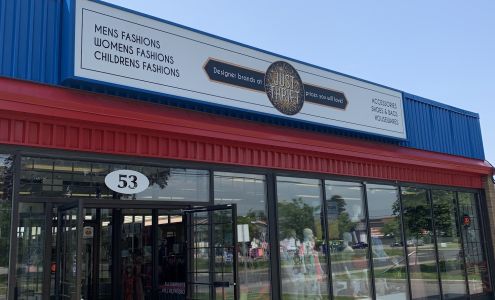 MENS FASHIONS
WOMENS FASHIONS
CHILDRENS FASHIONS
Designer brands at
JUST
THREE
prices you will love!
ACCESSORIES
SHOES & BAGS
HOUSEWARES
53